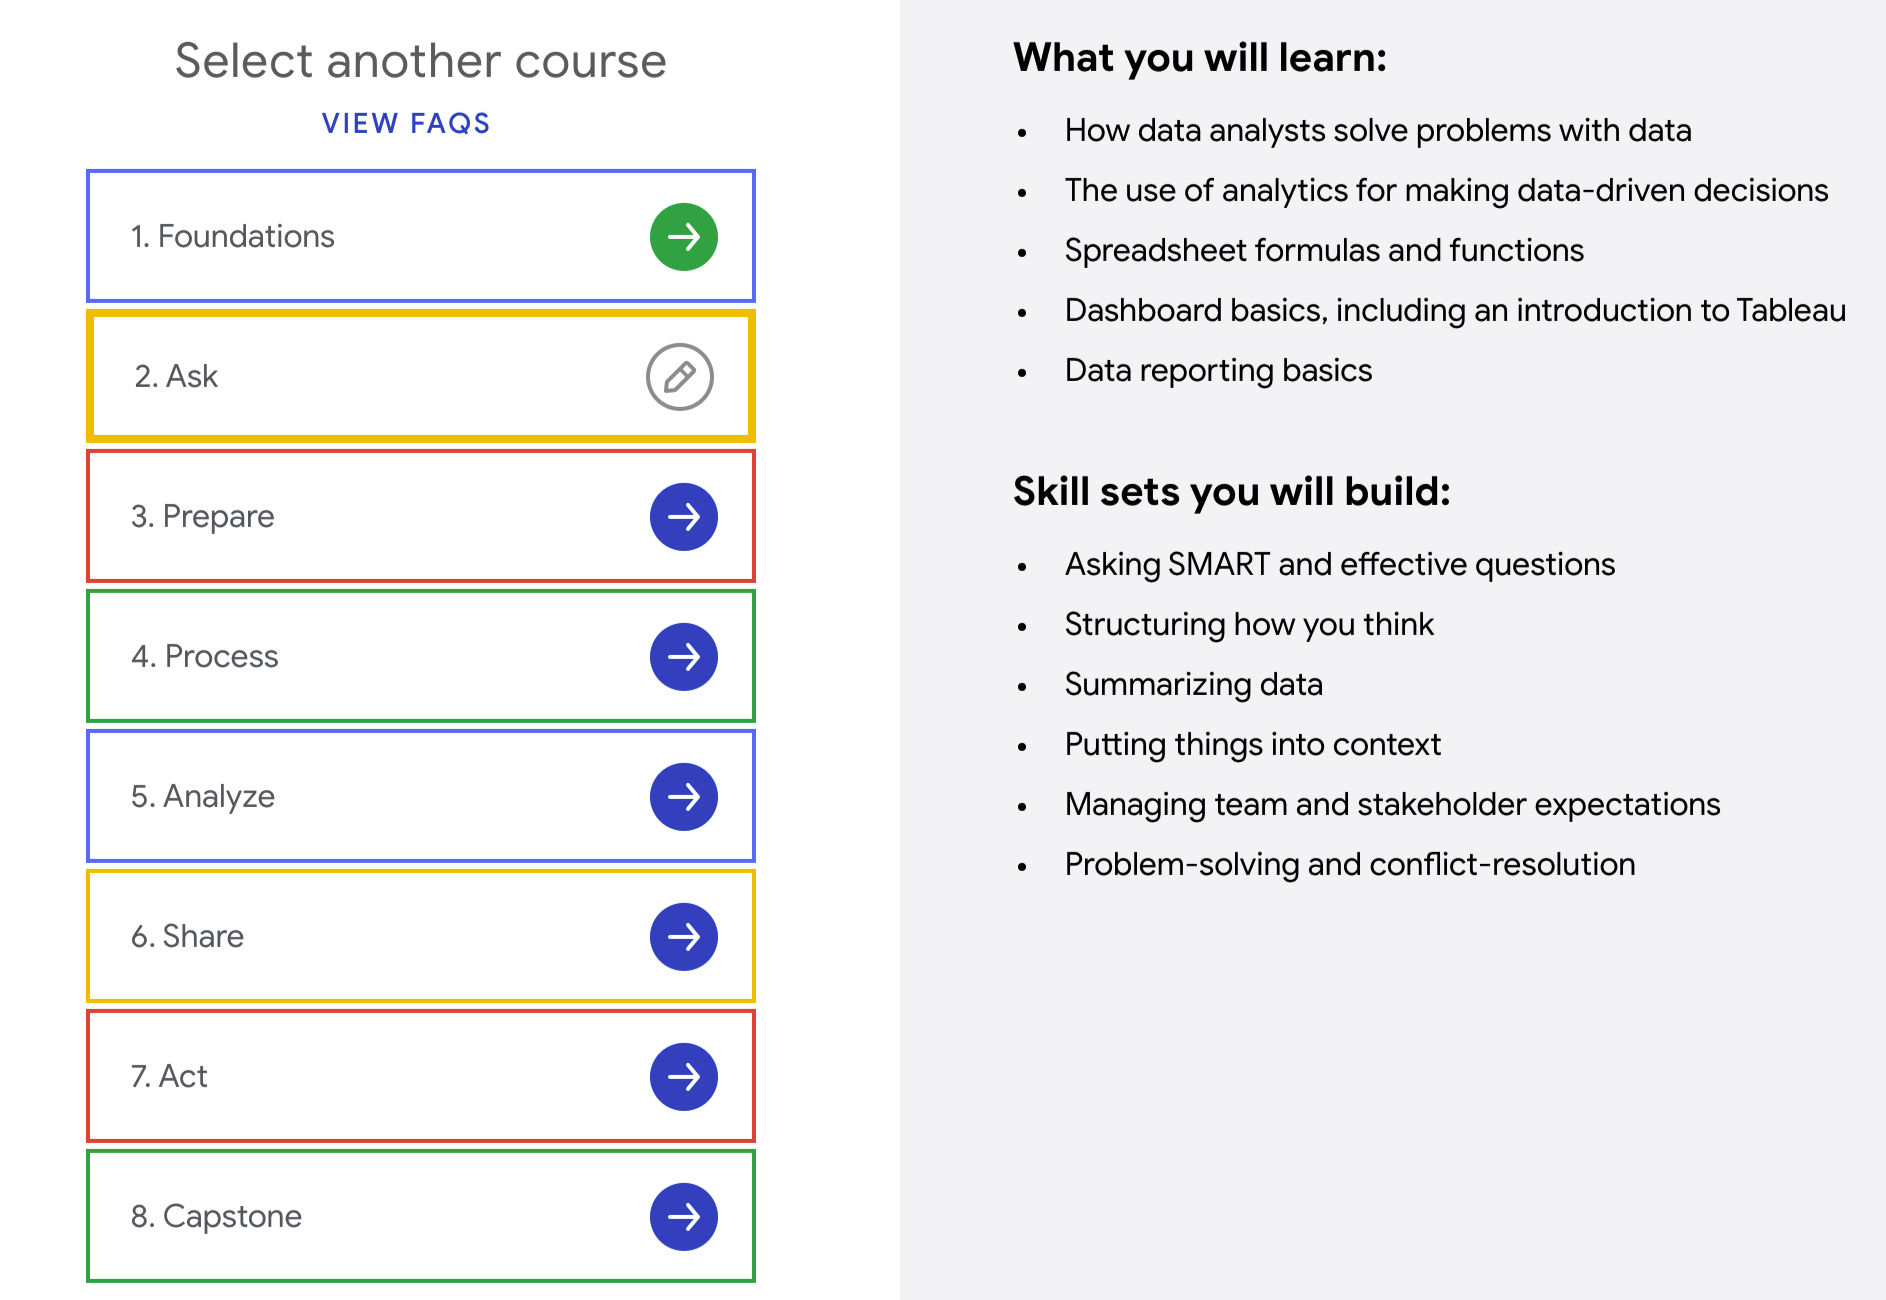 Select another course
VIEW FAQS
1. Foundations
2. Ask
3. Prepare
4. Process
5. Analyze
6. Share
7. Act
8. Capstone
What you will learn:
• How data analysts solve problems with data
• The use of analytics for making data-driven decisions
• Spreadsheet formulas and functions
• Dashboard basics, including an introduction to Tableau
• Data reporting basics
Skill sets you will build:
• Asking SMART and effective questions
• Structuring how you think
• Summarizing data
• Putting things into context
• Managing team and stakeholder expectations
• Problem-solving and conflict-resolution